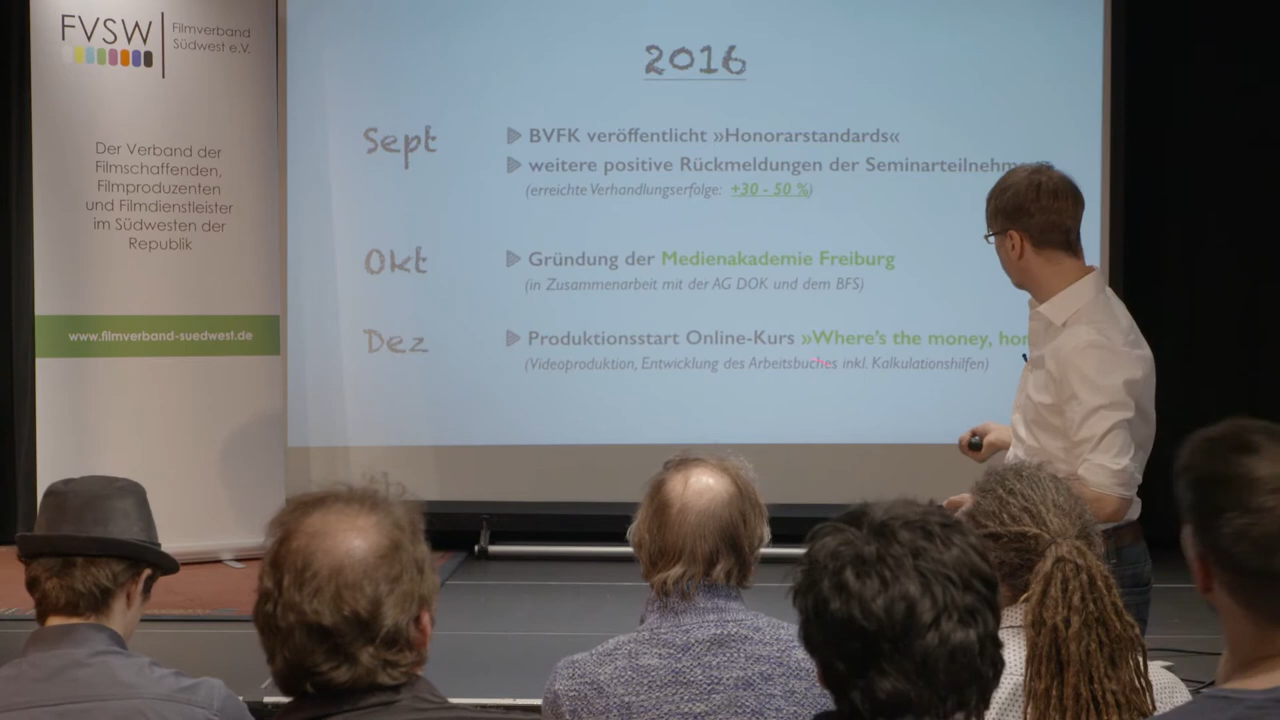 FVSW
Filmverband
Südwest e.V.
Der Verband der
Filmschaffenden,
Filmproduzenten
und Filmdienstleister
im Südwesten der
Republik
www.filmverband-suedwest.de
2016
Sept
BVFK veröffentlicht »Honorarstandards«
weitere positive Rückmeldungen der
(erreichte Verhandlungserfolge: +30 - 50 %)
Okt
Gründung der Medienakademie Freiburg
(in Zusammenarbeit mit der AG DOK und dem BFS)
Dez
Produktionsstart Online-Kurs »Where's the money,
(Videoproduktion, Entwicklung des Arbeitsbuches inkl. Kalkulationshilfen)